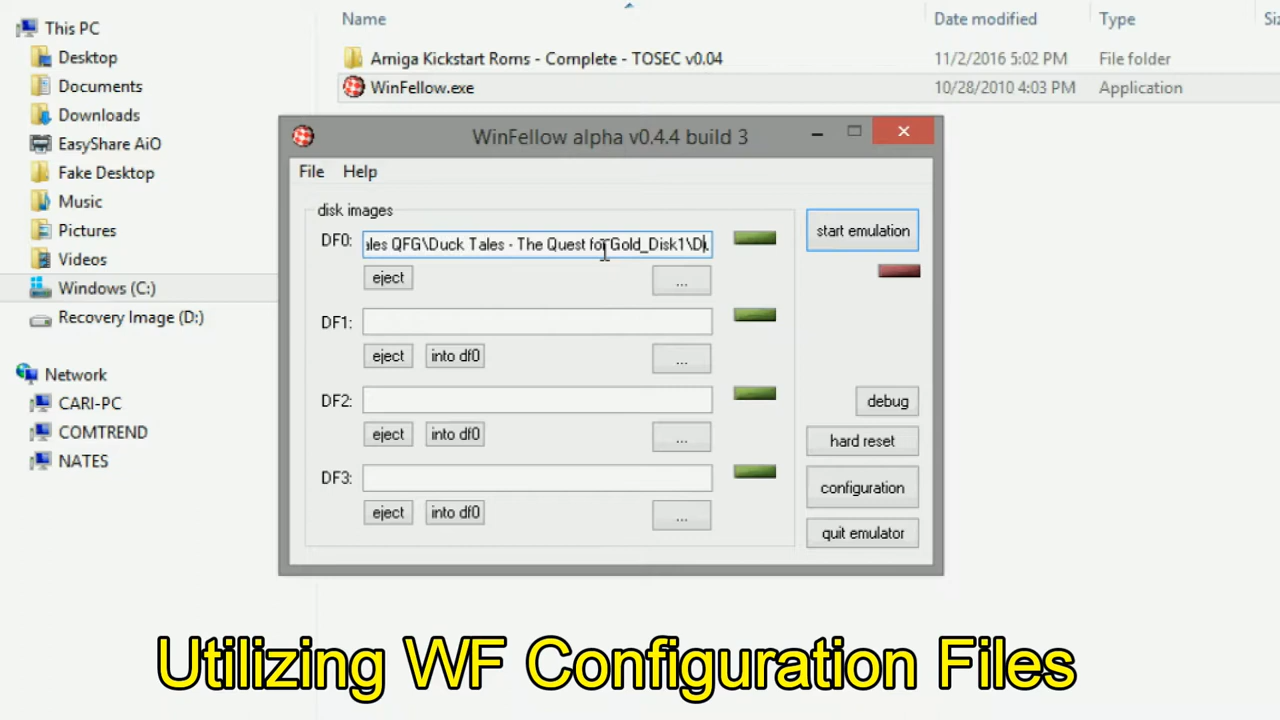 This PC
Desktop
Documents
Downloads
EasyShare AiO
Fake Desktop
Music
Pictures
Videos
Windows (C:)
Recovery Image (D:)
Network
CARI-PC
COMTREND
NATES
Name Date modified Type
Amiga Kickstart Roms - Complete - TOSEC v0.04 11/2/2016 5:02 PM File folder
WinFellow.exe 10/28/2010 4:03 PM Application
WinFellow alpha v0.4.4 build 3
File Help
disk images
DF0: les QFG\Duck Tales - The Quest for Gold_Disk1\D
eject ...
DF1:
eject into df0 ...
DF2:
eject into df0 ...
DF3:
eject into df0 ...
start emulation
debug
hard reset
configuration
quit emulator
Utilizing WF Configuration Files